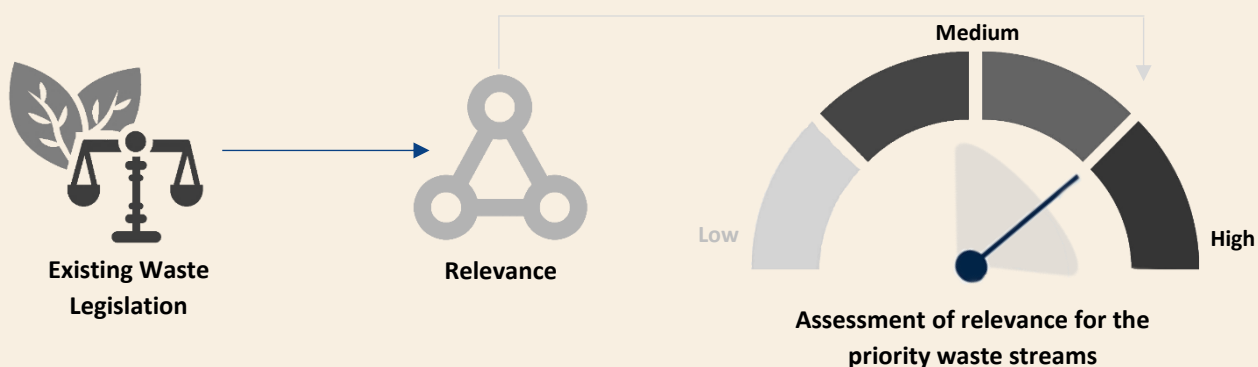 Medium
Low
High
Existing Waste
Legislation
Relevance
Assessment of relevance for the
priority waste streams